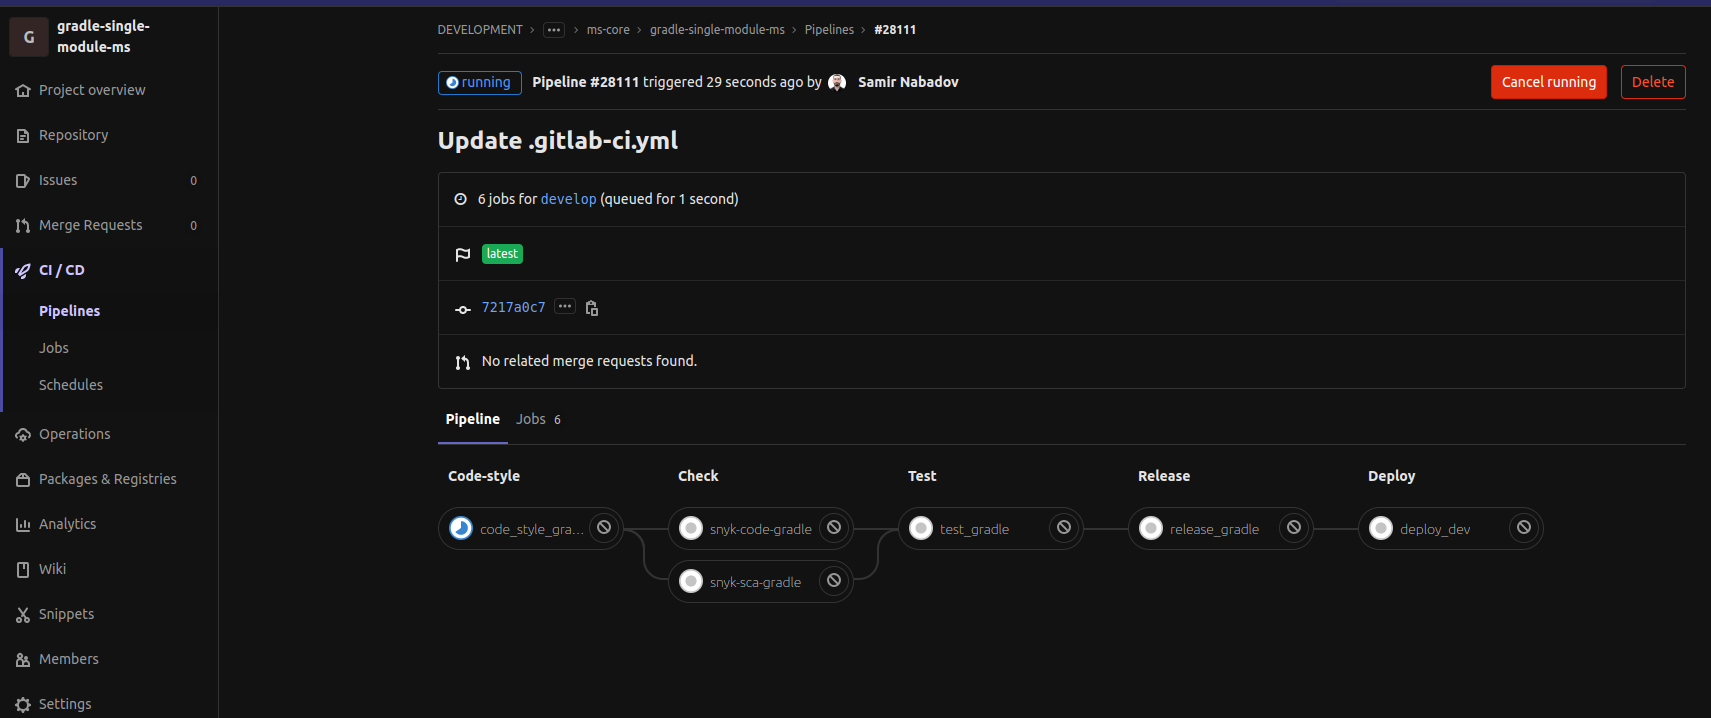 G
gradle-single-
module-ms
Project overview
Repository
Issues 0
Merge Requests 0
CI / CD
Pipelines
Jobs
Schedules
Operations
Packages & Registries
Analytics
Wiki
Snippets
Members
Settings
DEVELOPMENT > ... > ms-core > gradle-single-module-ms > Pipelines > #28111
running Pipeline #28111 triggered 29 seconds ago by Samir Nabadov Cancel running Delete
Update .gitlab-ci.yml
6 jobs for develop (queued for 1 second)
latest
7217a0c7 ...
No related merge requests found.
Pipeline Jobs 6
Code-style Check Test Release Deploy
code_style_gra... snyk-code-gradle test_gradle release_gradle deploy_dev
snyk-sca-gradle